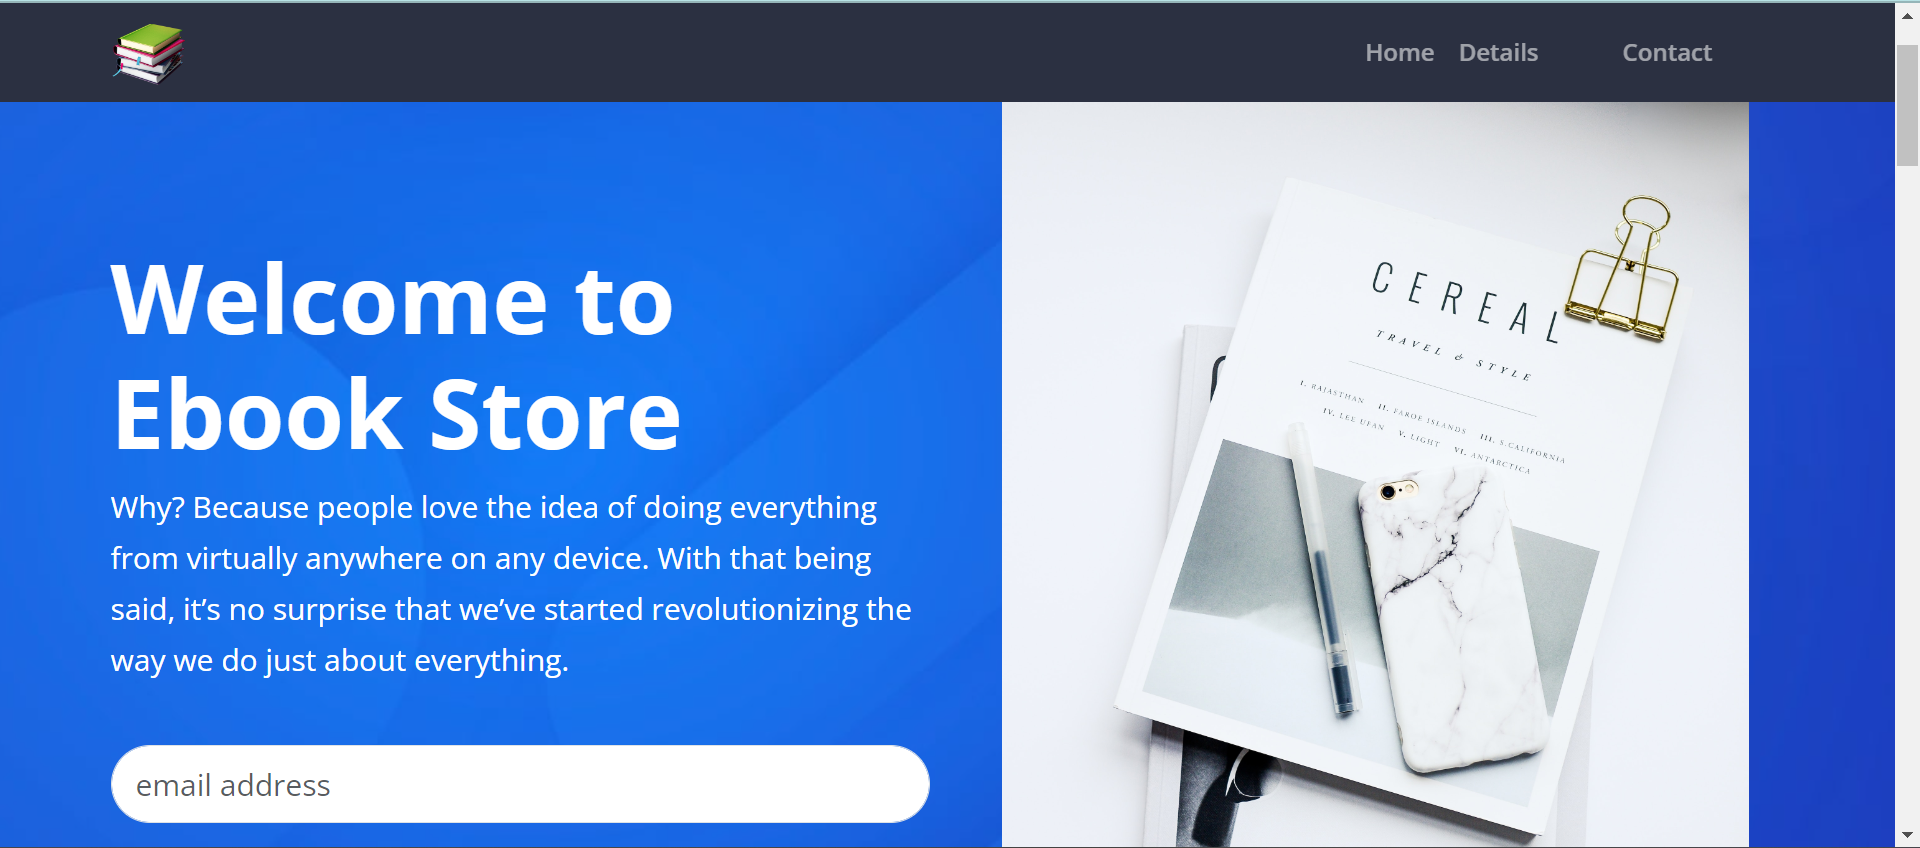 Home Details Contact
Welcome to
Ebook Store
Why? Because people love the idea of doing everything
from virtually anywhere on any device. With that being
said, it’s no surprise that we’ve started revolutionizing the
way we do just about everything.
email address
CEREAL
TRAVEL & STYLE
I. RAJASTHAN II. FAROE ISLANDS III. S.CALIFORNIA
IV. LEE UFAN V. LIGHT VI. ANTARCTICA